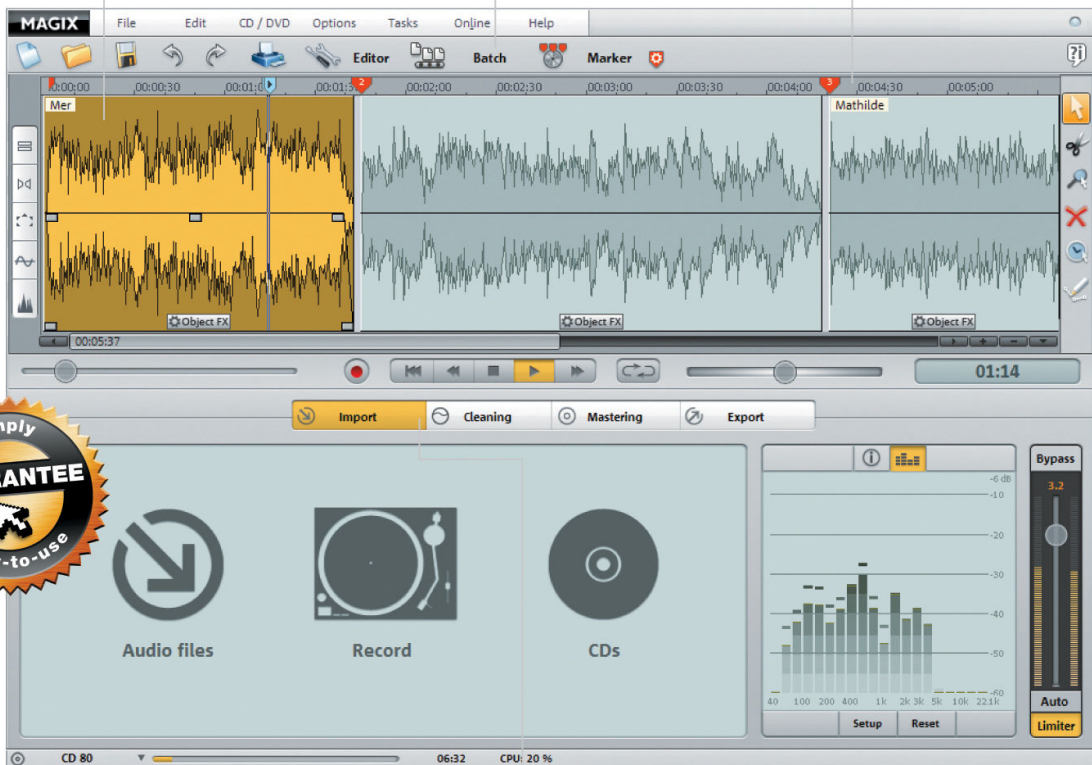 MAGIX File Edit CD / DVD Options Tasks Online Help
Editor Batch Marker
00:00:30 00:02:00 00:02:30 00:03:00 00:03:30 00:04:00 00:04:30 00:05:00
2 3
Mer Mathilde
Object FX Object FX Object FX
00:05:37
01:14
Import Cleaning Mastering Export
-to-use
Audio files Record CDs
-6 dB
-10
-20
-30
-40
-50
-60
40 100 200 400 1k 2k 3k 5k 10k 22.1k
Setup Reset
Bypass
3.2
Auto
Limiter
CD 80 06:32 CPU: 20 %